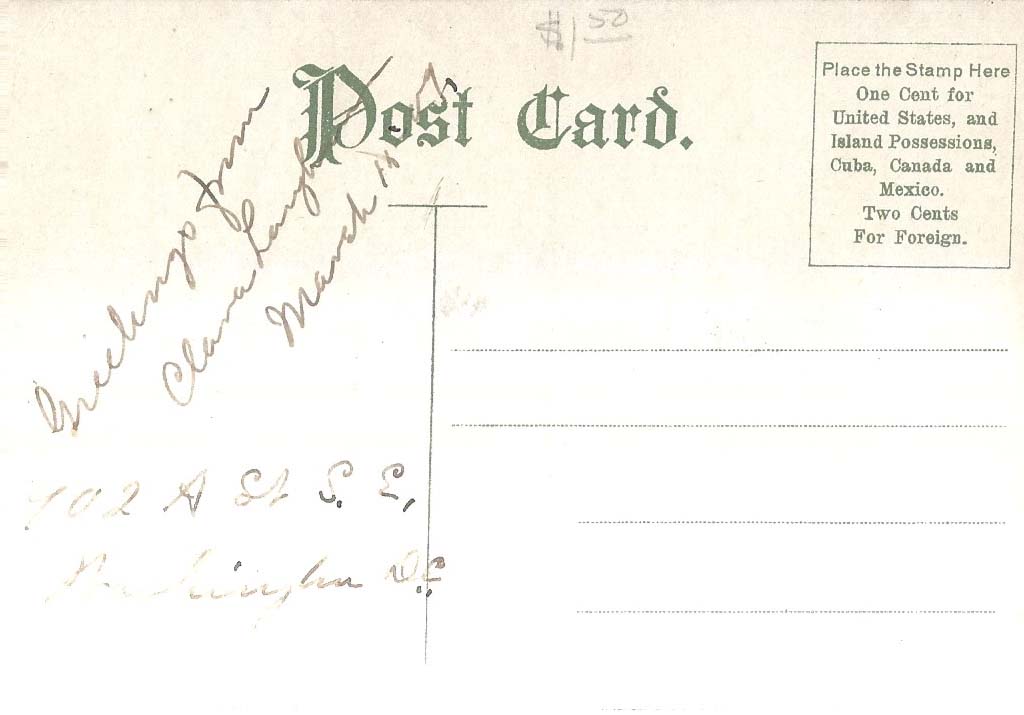 $1 50
Post Card.
Place the Stamp Here
One Cent for
United States, and
Island Possessions,
Cuba, Canada and
Mexico.
Two Cents
For Foreign.
Greetings from
Clara
March
702 A St S. E,
Washington D.C